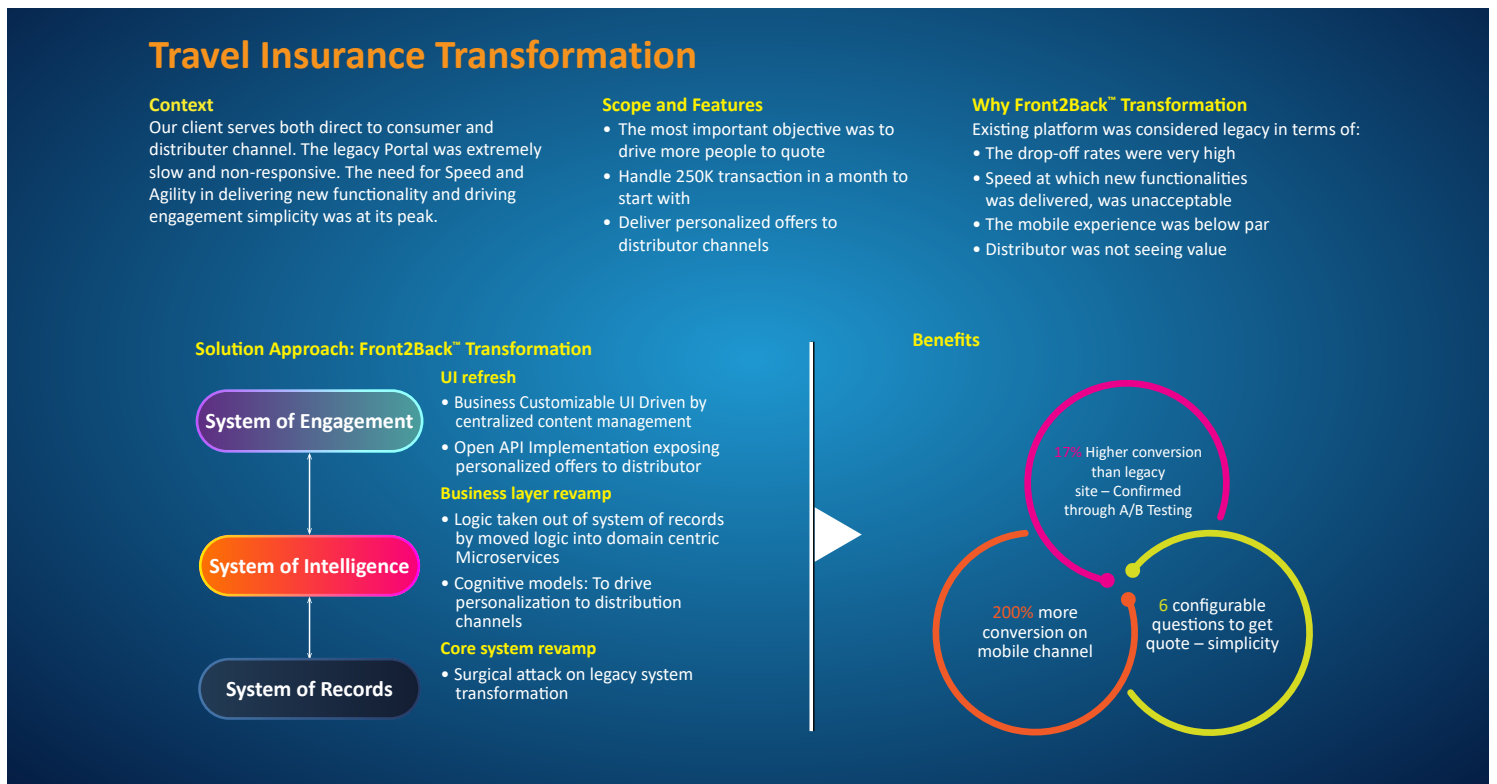 Travel Insurance Transformation
Context
Our client serves both direct to consumer and
distributer channel. The legacy Portal was extremely
slow and non-responsive. The need for Speed and
Agility in delivering new functionality and driving
engagement simplicity was at its peak.
Scope and Features
• The most important objective was to
drive more people to quote
• Handle 250K transaction in a month to
start with
• Deliver personalized offers to
distributor channels
Why Front2Back™ Transformation
Existing platform was considered legacy in terms of:
• The drop-off rates were very high
• Speed at which new functionalities
was delivered, was unacceptable
• The mobile experience was below par
• Distributor was not seeing value
Solution Approach: Front2Back™ Transformation
System of Engagement
System of Intelligence
System of Records
UI refresh
• Business Customizable UI Driven by
centralized content management
• Open API Implementation exposing
personalized offers to distributor
Business layer revamp
• Logic taken out of system of records
by moved logic into domain centric
Microservices
• Cognitive models: To drive
personalization to distribution
channels
Core system revamp
• Surgical attack on legacy system
transformation
Benefits
17% Higher conversion
than legacy
site – Confirmed
through A/B Testing
200% more
conversion on
mobile channel
6 configurable
questions to get
quote – simplicity